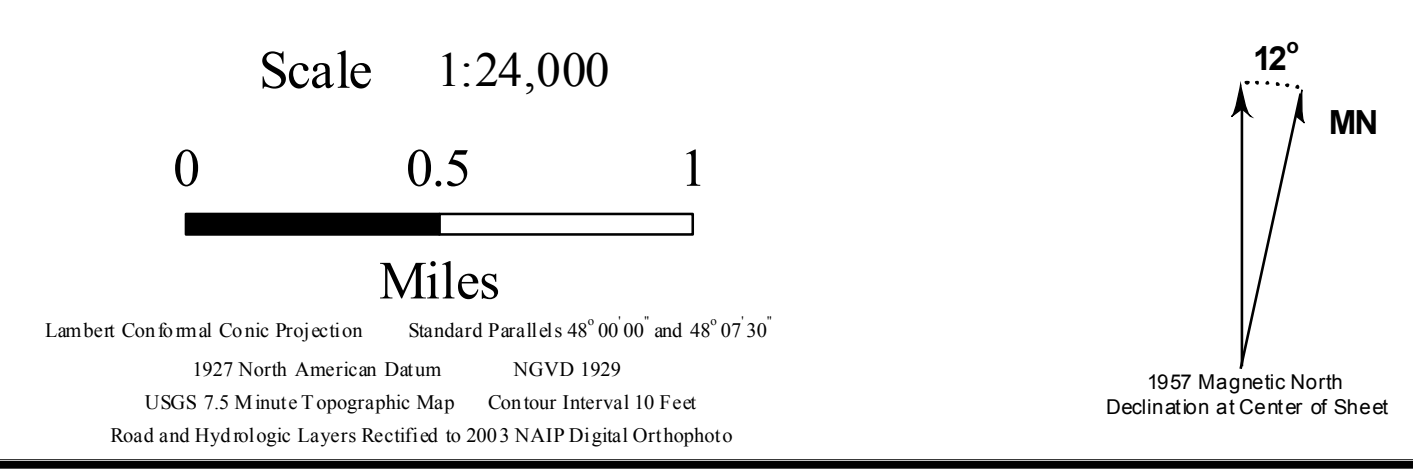 Scale 1:24,000
0 0.5 1
Miles
Lambert Conformal Conic Projection Standard Parallels 48° 00' 00" and 48° 07' 30"
1927 North American Datum NGVD 1929
USGS 7.5 Minute Topographic Map Contour Interval 10 Feet
Road and Hydrologic Layers Rectified to 2003 NAIP Digital Orthophoto
12°
MN
1957 Magnetic North
Declination at Center of Sheet